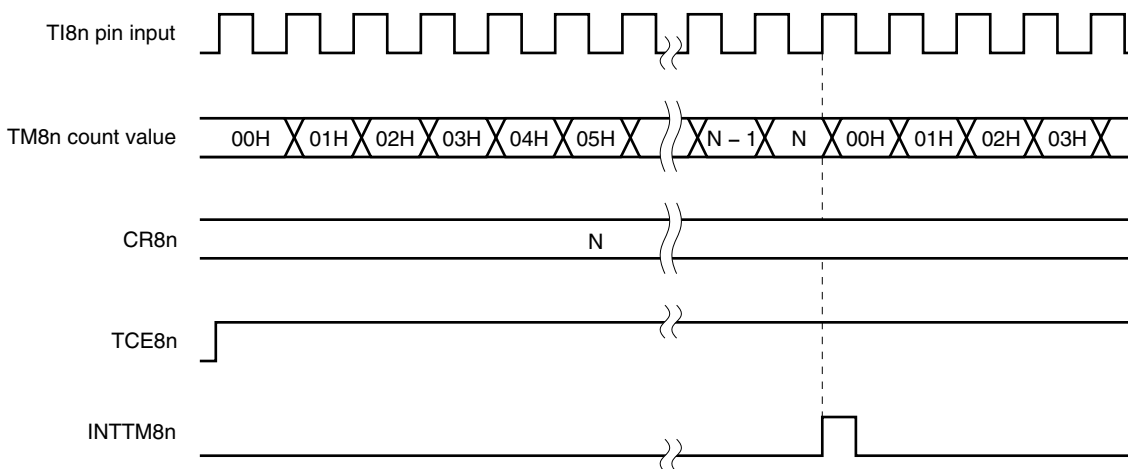 TI8n pin input
TM8n count value 00H 01H 02H 03H 04H 05H N − 1 N 00H 01H 02H 03H
CR8n N
TCE8n
INTTM8n